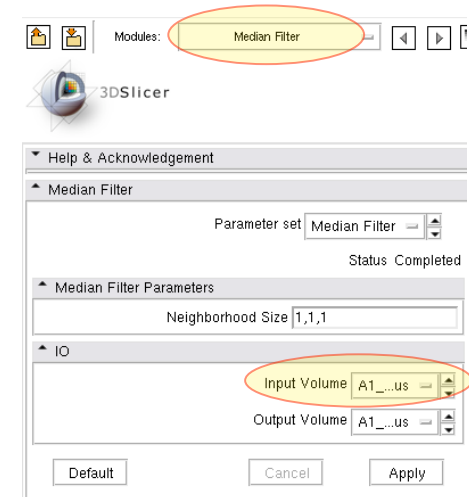 Modules: Median Filter
3DSlicer
Help & Acknowledgement
Median Filter
Parameter set Median Filter
Status Completed
Median Filter Parameters
Neighborhood Size 1,1,1
IO
Input Volume A1_...us
Output Volume A1_...us
Default Cancel Apply